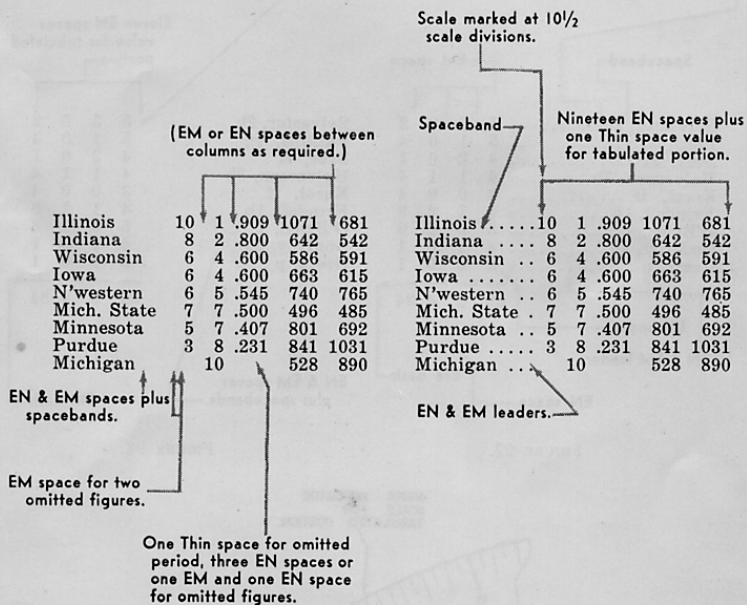 Scale marked at 10½
scale divisions.
(EM or EN spaces between
columns as required.)
Illinois 10 1 .909 1071 681
Indiana 8 2 .800 642 542
Wisconsin 6 4 .600 586 591
Iowa 6 4 .600 663 615
N'western 6 5 .545 740 765
Mich. State 7 7 .500 496 485
Minnesota 5 7 .407 801 692
Purdue 3 8 .231 841 1031
Michigan 10 528 890
EN & EM spaces plus
spacebands.
EM space for two
omitted figures.
One Thin space for omitted
period, three EN spaces or
one EM and one EN space
for omitted figures.
Spaceband
Nineteen EN spaces plus
one Thin space value
for tabulated portion.
Illinois .....10 1 .909 1071 681
Indiana .... 8 2 .800 642 542
Wisconsin .. 6 4 .600 586 591
Iowa ....... 6 4 .600 663 615
N'western .. 6 5 .545 740 765
Mich. State . 7 7 .500 496 485
Minnesota .. 5 7 .407 801 692
Purdue ..... 3 8 .231 841 1031
Michigan ... 10 528 890
EN & EM leaders.